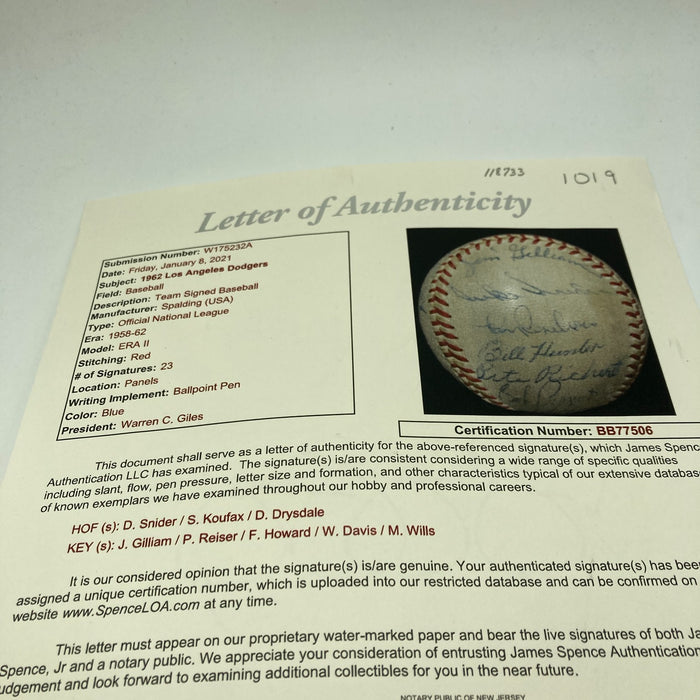 118733
1019
Letter of Authenticity
Submission Number: W175232A
Date: Friday, January 8, 2021
Subject: 1962 Los Angeles Dodgers
Field: Baseball
Description: Team Signed Baseball
Manufacturer: Spalding (USA)
Type: Official National League
Era: 1958-62
Model: ERA II
Stitching: Red
# of Signatures: 23
Location: Panels
Writing Implement: Ballpoint Pen
Color: Blue
President: Warren C. Giles
Jim Gilliam
Bill Hunter
Pete Reichert
Certification Number: BB77506
This document shall serve as a letter of authenticity for the above-referenced signature(s), which James Spenc
Authentication LLC has examined. The signature(s) is/are consistent considering a wide range of specific qualities
including slant, flow, pen pressure, letter size and formation, and other characteristics typical of our extensive databas
of known exemplars we have examined throughout our hobby and professional careers.
HOF (s): D. Snider / S. Koufax / D. Drysdale
KEY (s): J. Gilliam / P. Reiser / F. Howard / W. Davis / M. Wills
It is our considered opinion that the signature(s) is/are genuine. Your authenticated signature(s) has bee
assigned a unique certification number, which is uploaded into our restricted database and can be confirmed on
website www.SpenceLOA.com at any time.
This letter must appear on our proprietary water-marked paper and bear the live signatures of both Ja
Spence, Jr and a notary public. We appreciate your consideration of entrusting James Spence Authentication
udgement and look forward to examining additional collectibles for you in the near future.
NOTARY PUBLIC OF NEW JERSEY